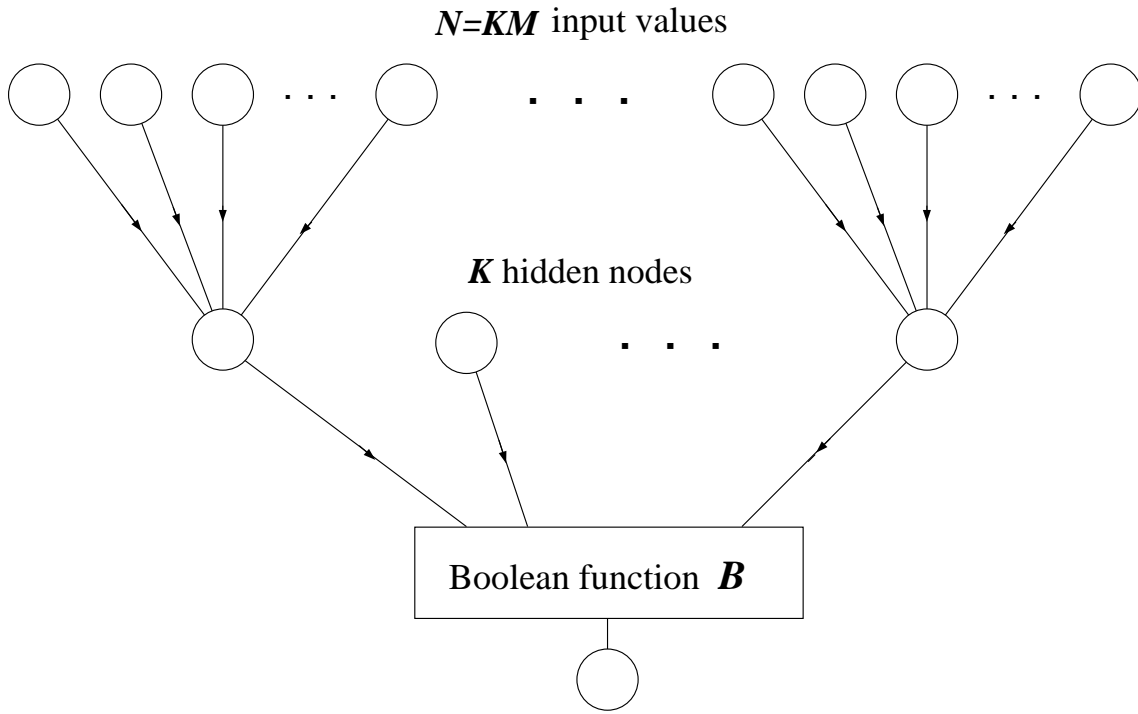 N=KM input values
K hidden nodes
Boolean function B